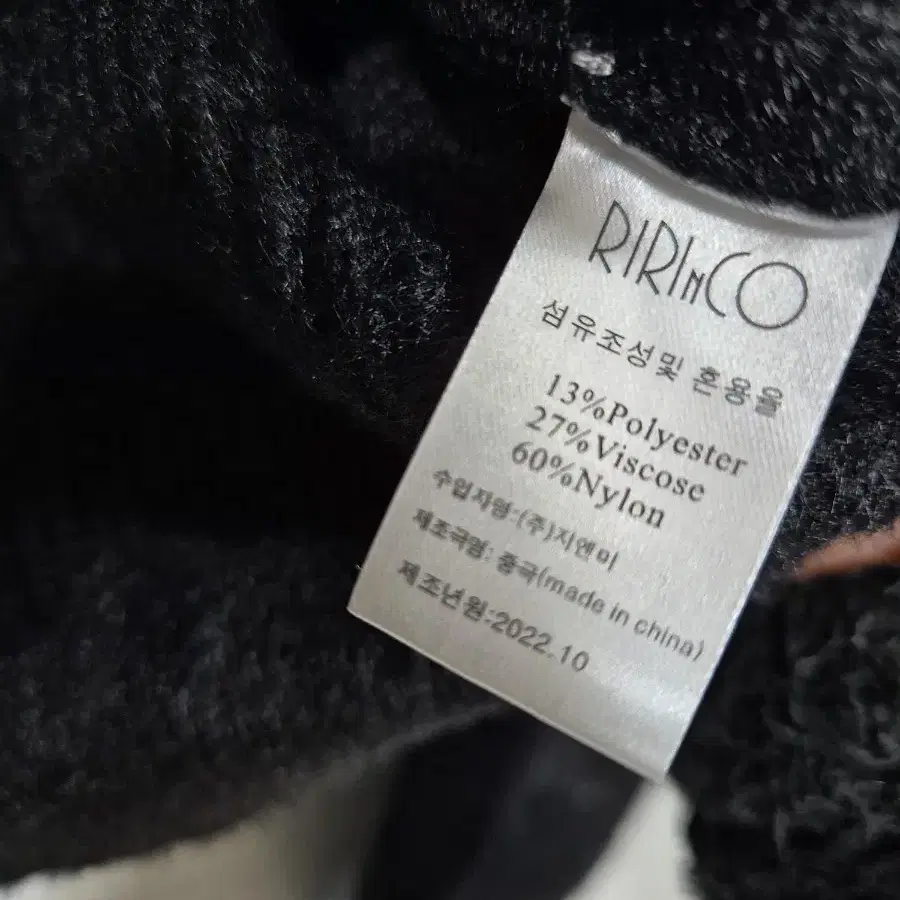 RIRInCO
섬유조성및 혼용율
13%Polyester
27%Viscose
60%Nylon
수입자명:(주)지앤미
제조국명: 중국(made in china)
제조년월:2022.10